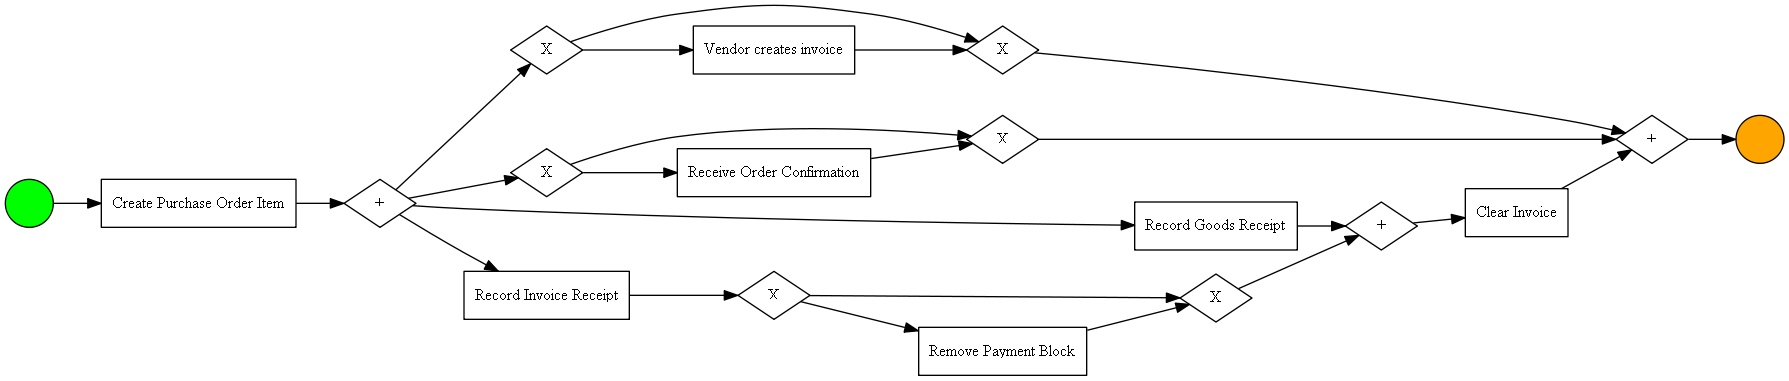 X
Vendor creates invoice
X
X
Receive Order Confirmation
X
+
Create Purchase Order Item
+
Record Goods Receipt
+
Clear Invoice
Record Invoice Receipt
X
X
Remove Payment Block